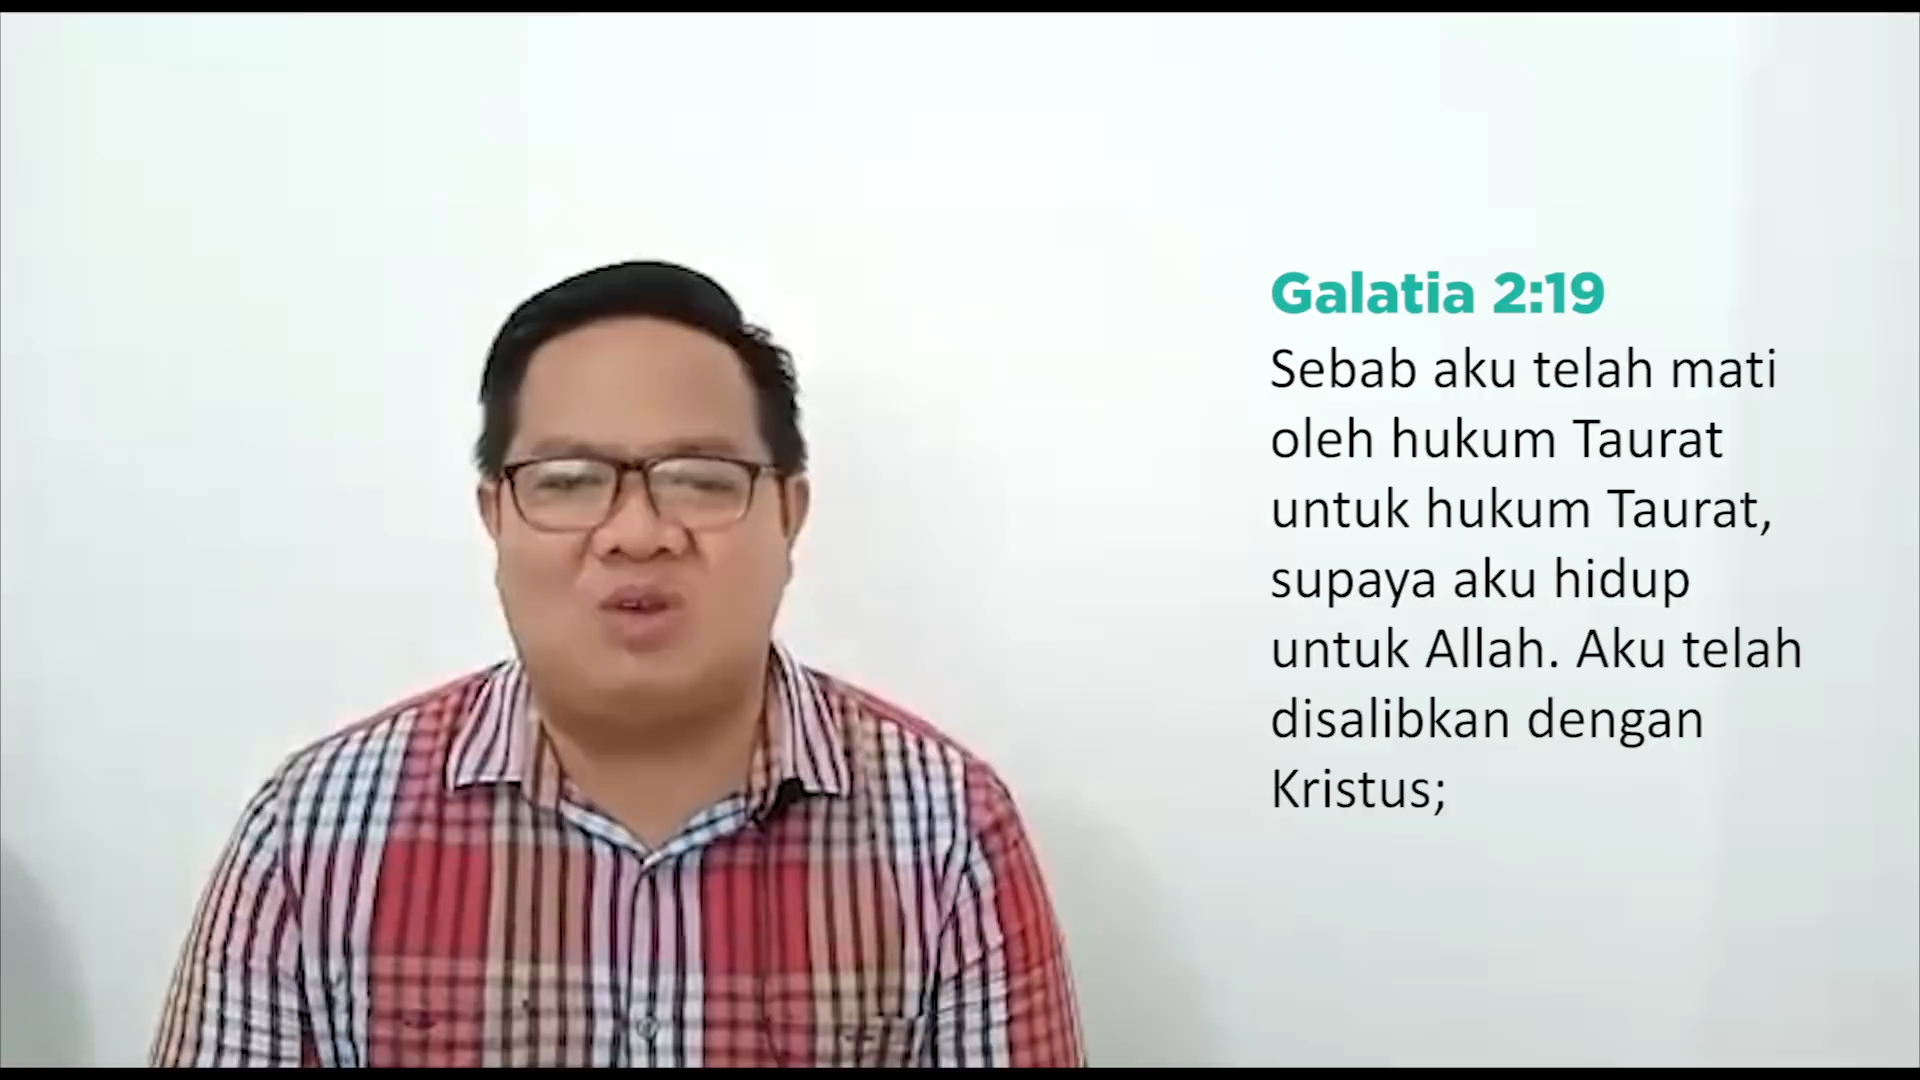 Galatia 2:19
Sebab aku telah mati
oleh hukum Taurat
untuk hukum Taurat,
supaya aku hidup
untuk Allah. Aku telah
disalibkan dengan
Kristus;